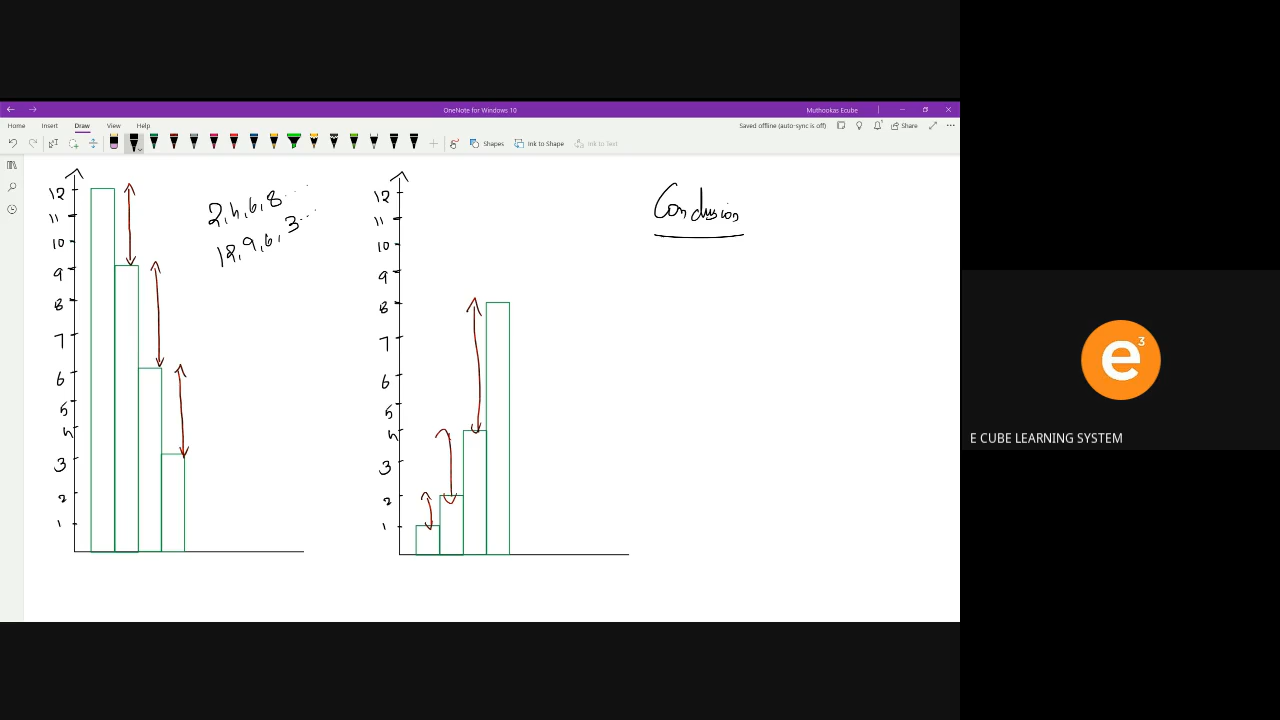 OneNote for Windows 10
Muthookas Ecube
Home Insert Draw View Help
Saved offline (auto-sync is off)
Share
Shapes
Ink to Shape
Ink to Text
12
11
10
9
8
7
6
5
4
3
2
1
2, 4, 6, 8 ....
12, 9, 6, 3 ...
12
11
10
9
8
7
6
5
4
3
2
1
Conclusion
e3
E CUBE LEARNING SYSTEM